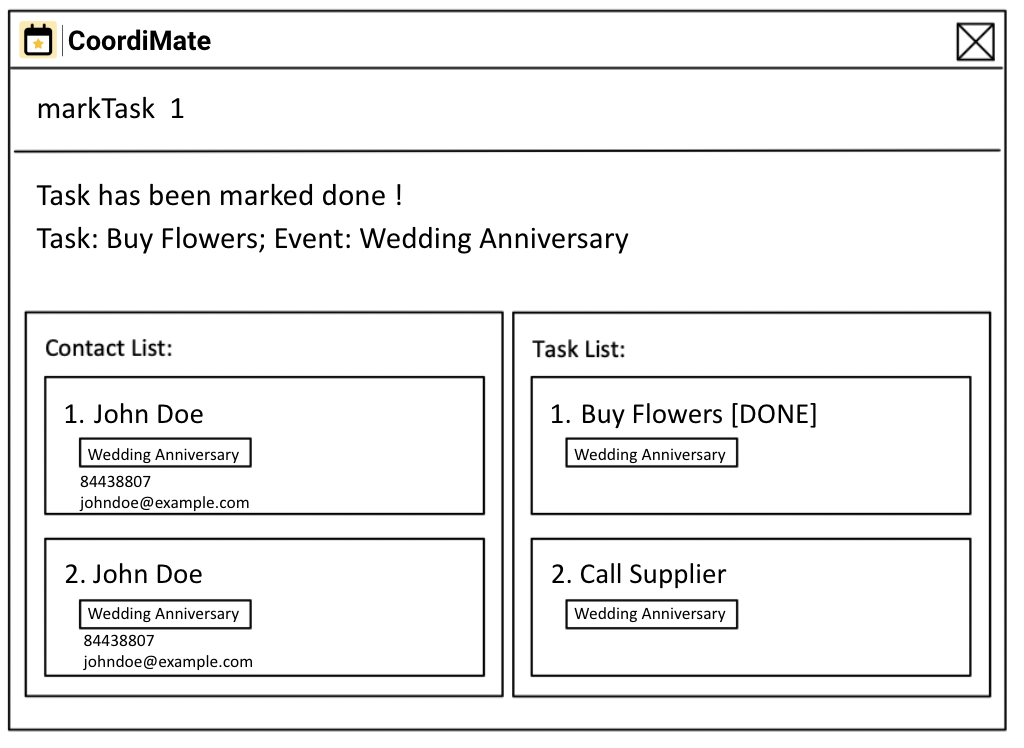 CoordiMate
markTask 1
Task has been marked done !
Task: Buy Flowers; Event: Wedding Anniversary
Contact List:
1. John Doe
Wedding Anniversary
84438807
johndoe@example.com
2. John Doe
Wedding Anniversary
84438807
johndoe@example.com
Task List:
1. Buy Flowers [DONE]
Wedding Anniversary
2. Call Supplier
Wedding Anniversary